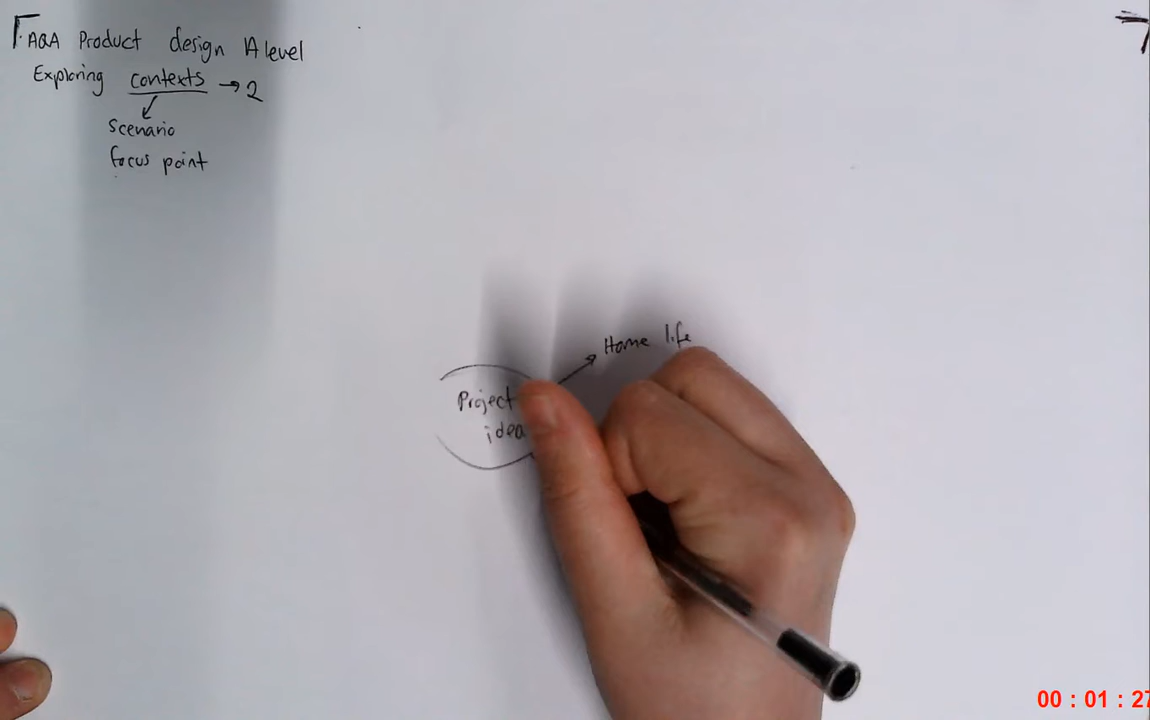 AQA Product design A level
Exploring contexts → 2
Scenario
focus point
Home life
Project
idea
00 : 01 : 27